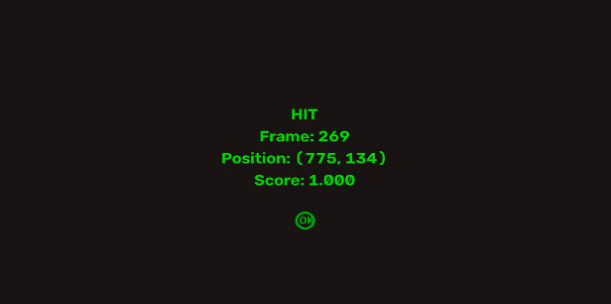 HIT
Frame: 269
Position: (775, 134)
Score: 1.000
OK